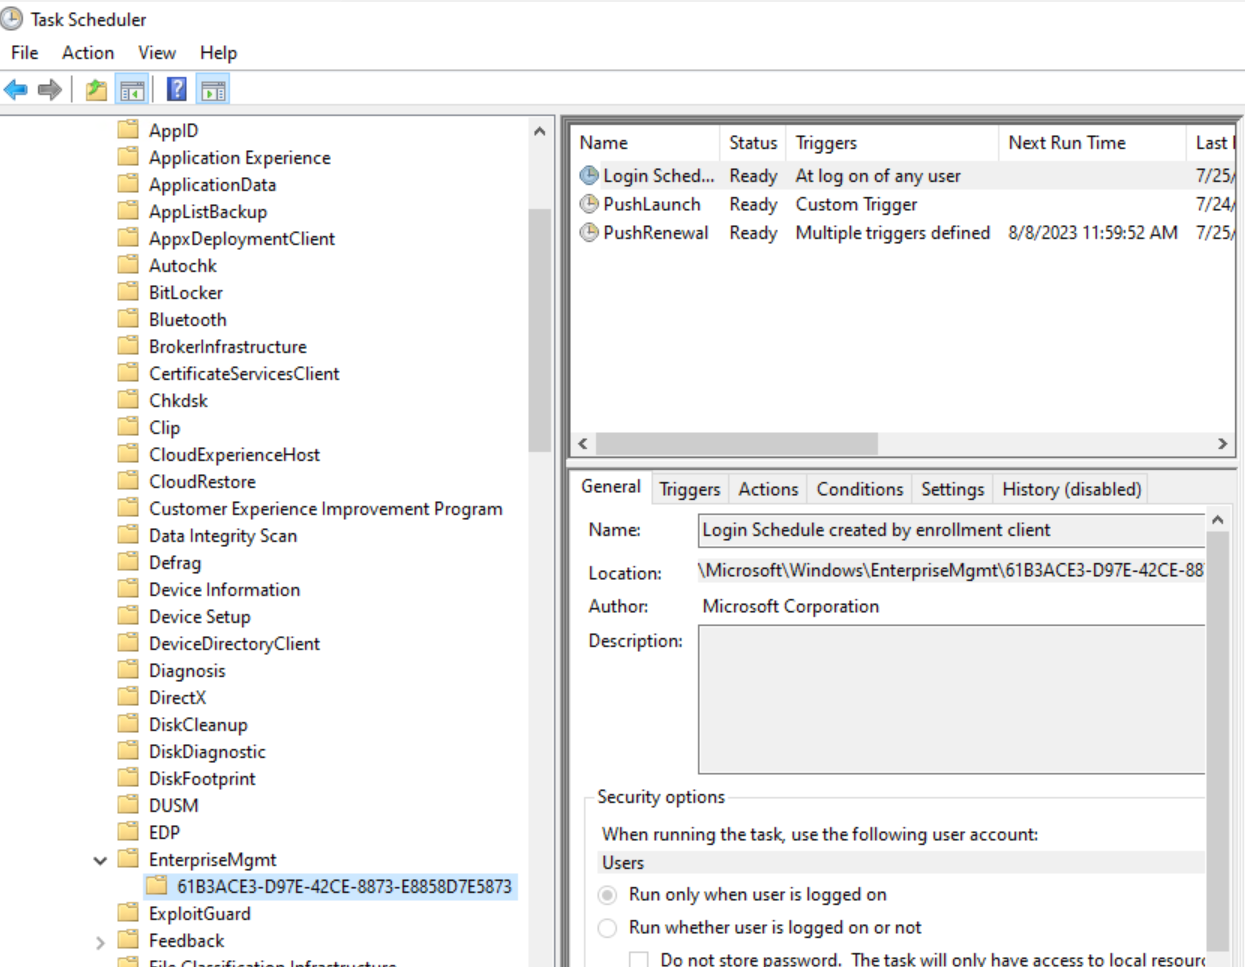 Task Scheduler
File Action View Help
AppID
Application Experience
ApplicationData
AppListBackup
AppxDeploymentClient
Autochk
BitLocker
Bluetooth
BrokerInfrastructure
CertificateServicesClient
Chkdsk
Clip
CloudExperienceHost
CloudRestore
Customer Experience Improvement Program
Data Integrity Scan
Defrag
Device Information
Device Setup
DeviceDirectoryClient
Diagnosis
DirectX
DiskCleanup
DiskDiagnostic
DiskFootprint
DUSM
EDP
EnterpriseMgmt
61B3ACE3-D97E-42CE-8873-E8858D7E5873
ExploitGuard
Feedback
File Classification Infrastructure
Name Status Triggers Next Run Time Last
Login Sched... Ready At log on of any user 7/25/
PushLaunch Ready Custom Trigger 7/24/
PushRenewal Ready Multiple triggers defined 8/8/2023 11:59:52 AM 7/25/
General Triggers Actions Conditions Settings History (disabled)
Name: Login Schedule created by enrollment client
Location: \Microsoft\Windows\EnterpriseMgmt\61B3ACE3-D97E-42CE-88
Author: Microsoft Corporation
Description:
Security options
When running the task, use the following user account:
Users
Run only when user is logged on
Run whether user is logged on or not
Do not store password. The task will only have access to local resourc